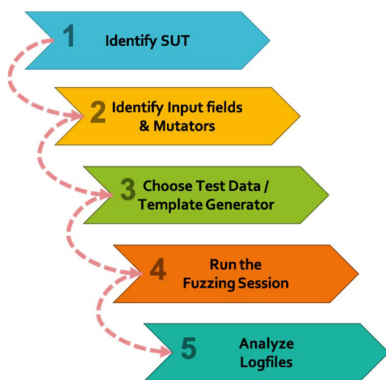 1 Identify SUT
2 Identify Input fields
& Mutators
3 Choose Test Data /
Template Generator
4 Run the
Fuzzing Session
5 Analyze
Logfiles